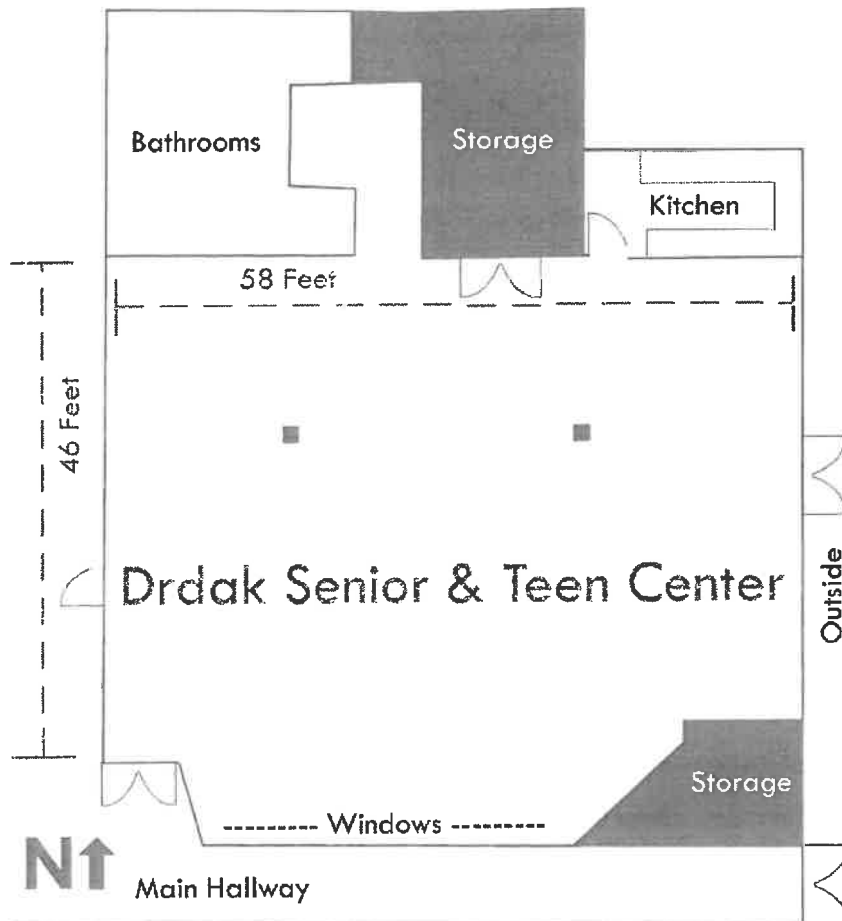 Bathrooms
Storage
Kitchen
58 Feet
46 Feet
Drdak Senior & Teen Center
Outside
Storage
Windows
N
Main Hallway